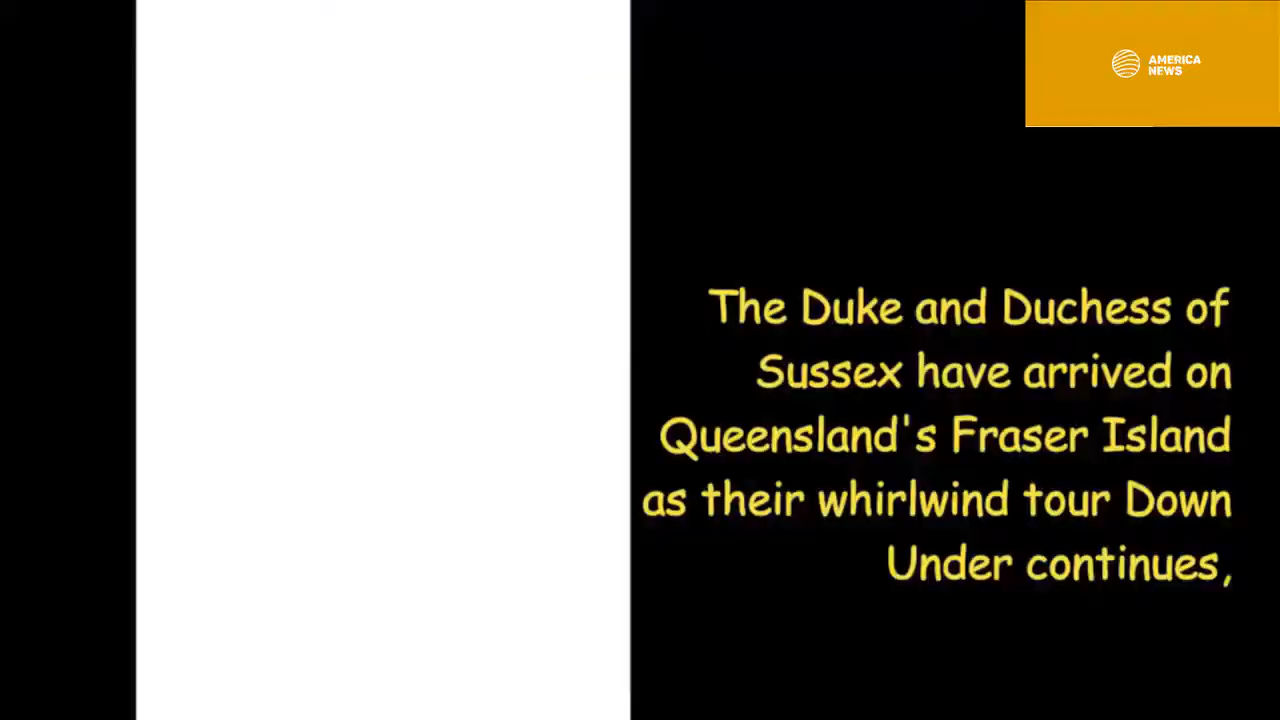 AMERICA
NEWS
The Duke and Duchess of
Sussex have arrived on
Queensland's Fraser Island
as their whirlwind tour Down
Under continues,